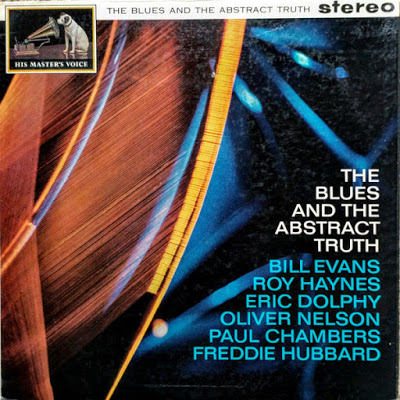 THE BLUES AND THE ABSTRACT TRUTH stereo
HIS MASTER'S VOICE
THE
BLUES
AND THE
ABSTRACT
TRUTH
BILL EVANS
ROY HAYNES
ERIC DOLPHY
OLIVER NELSON
PAUL CHAMBERS
FREDDIE HUBBARD